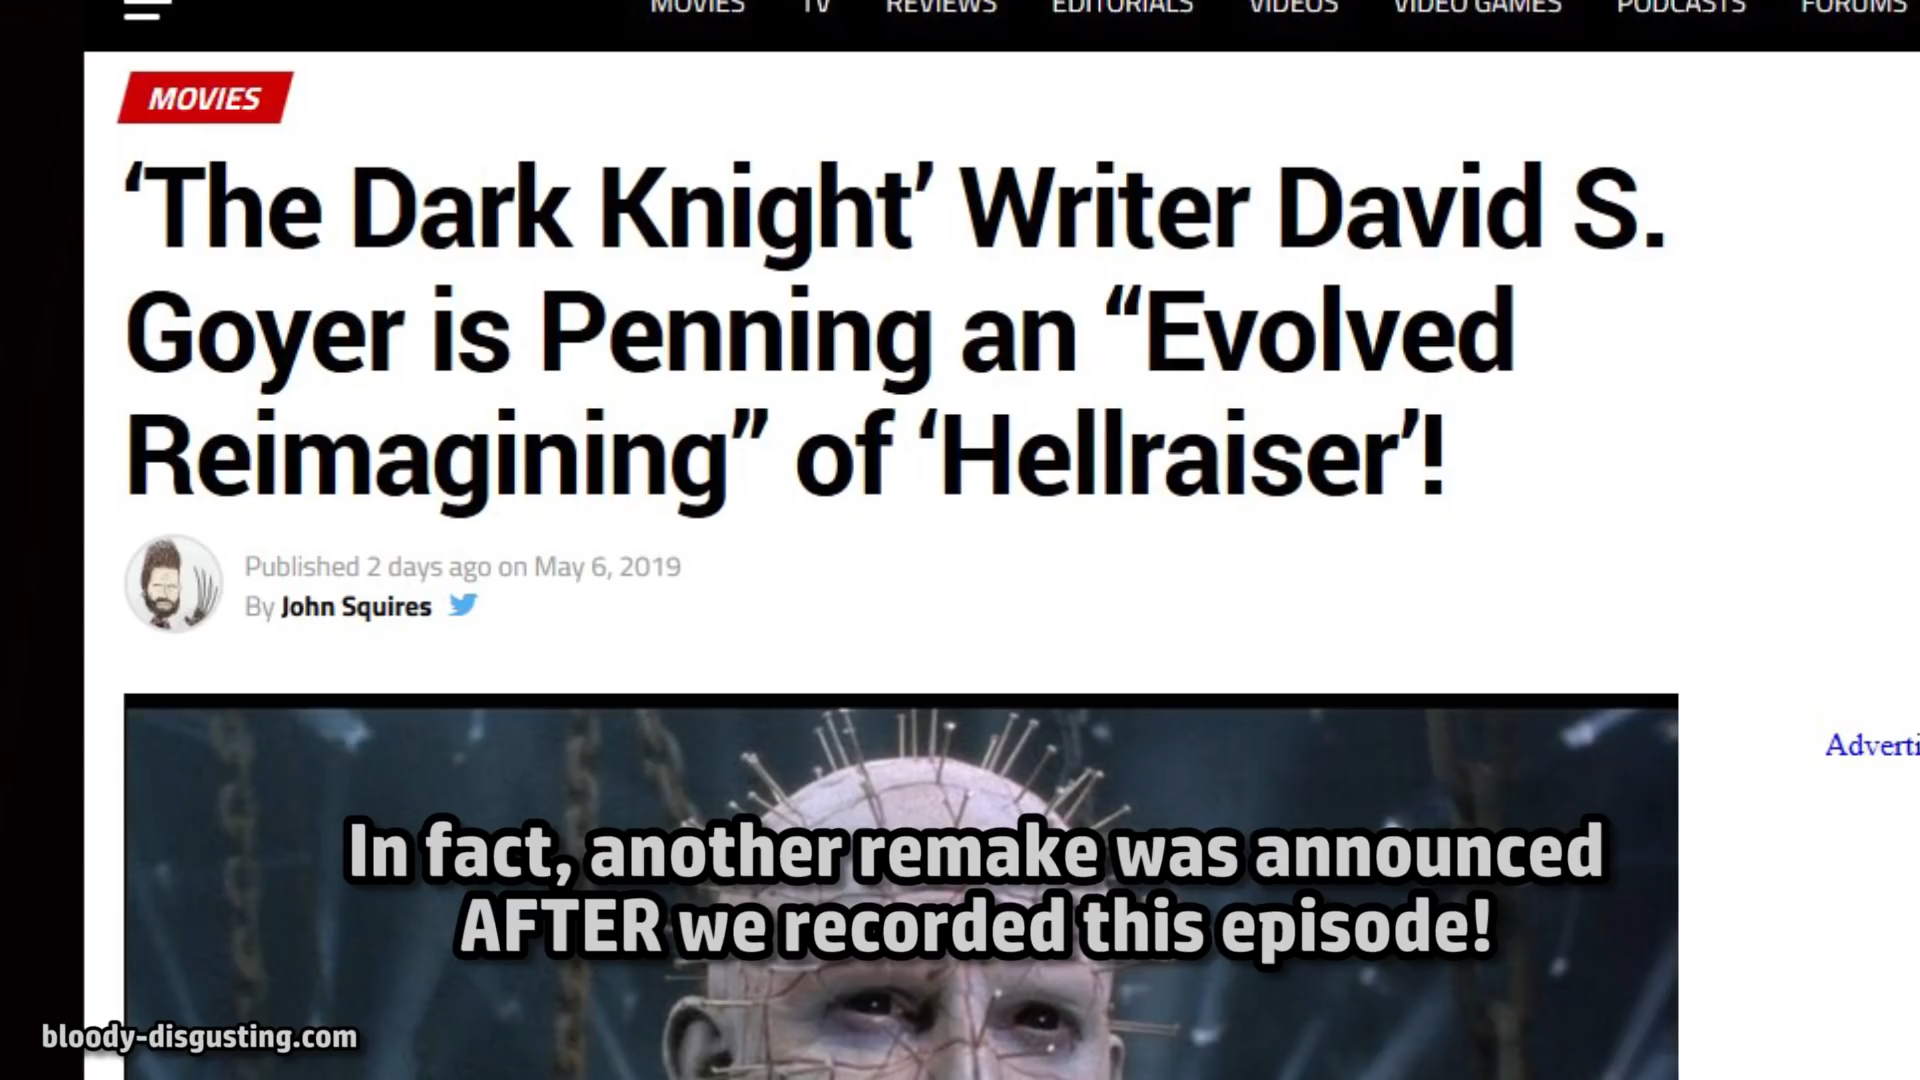 MOVIES TV REVIEWS EDITORIALS VIDEOS VIDEO GAMES PODCASTS FORUMS
MOVIES
‘The Dark Knight’ Writer David S.
Goyer is Penning an “Evolved
Reimagining” of ‘Hellraiser’!
Published 2 days ago on May 6, 2019
By John Squires
Adverti
In fact, another remake was announced
AFTER we recorded this episode!
bloody-disgusting.com